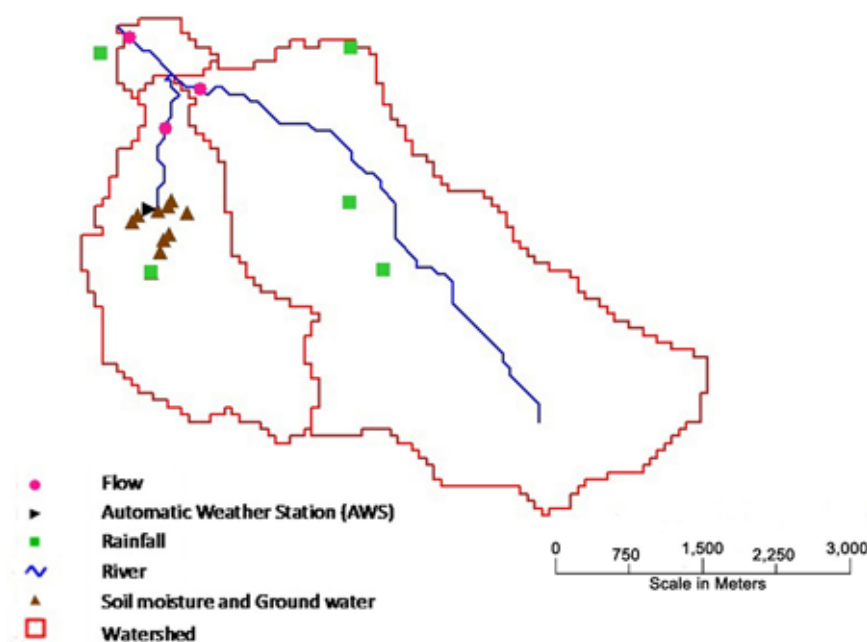 Flow
Automatic Weather Station (AWS)
Rainfall
River
Soil moisture and Ground water
Watershed
0 750 1,500 2,250 3,000
Scale in Meters